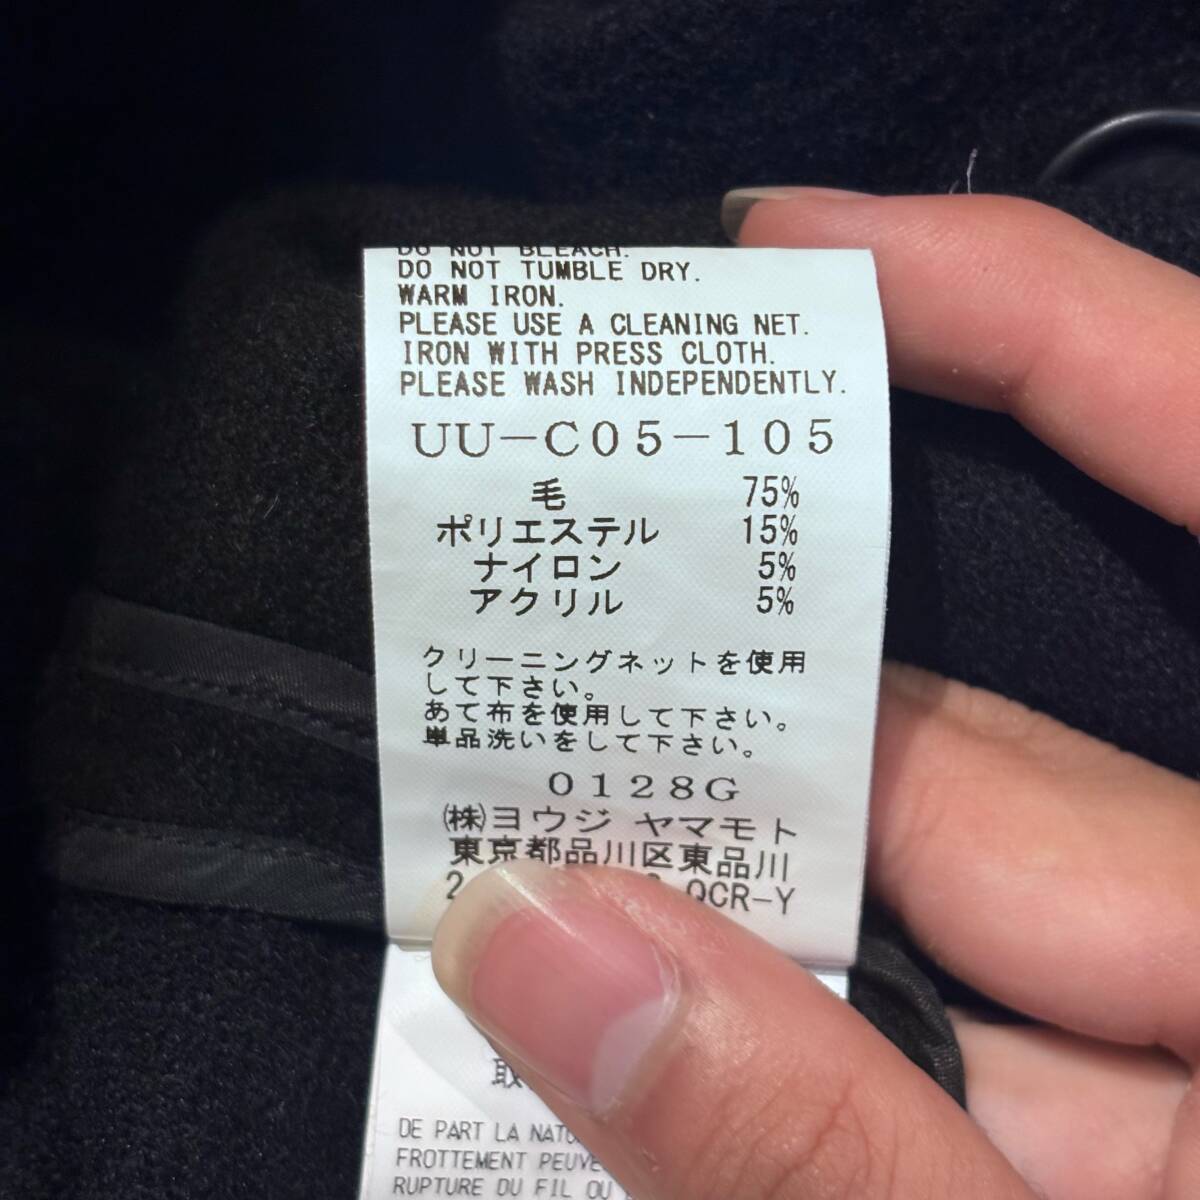 DO NOT BLEACH.
DO NOT TUMBLE DRY.
WARM IRON.
PLEASE USE A CLEANING NET.
IRON WITH PRESS CLOTH.
PLEASE WASH INDEPENDENTLY.
UU-C05-105
毛 75%
ポリエステル 15%
ナイロン 5%
アクリル 5%
クリーニングネットを使用
して下さい。
あて布を使用して下さい。
単品洗いをして下さい。
0128G
㈱ヨウジ ヤマモト
東京都品川区東品川
2 QCR-Y
取
DE PART LA
FROTTEMENT
RUPTURE DU FIL OU